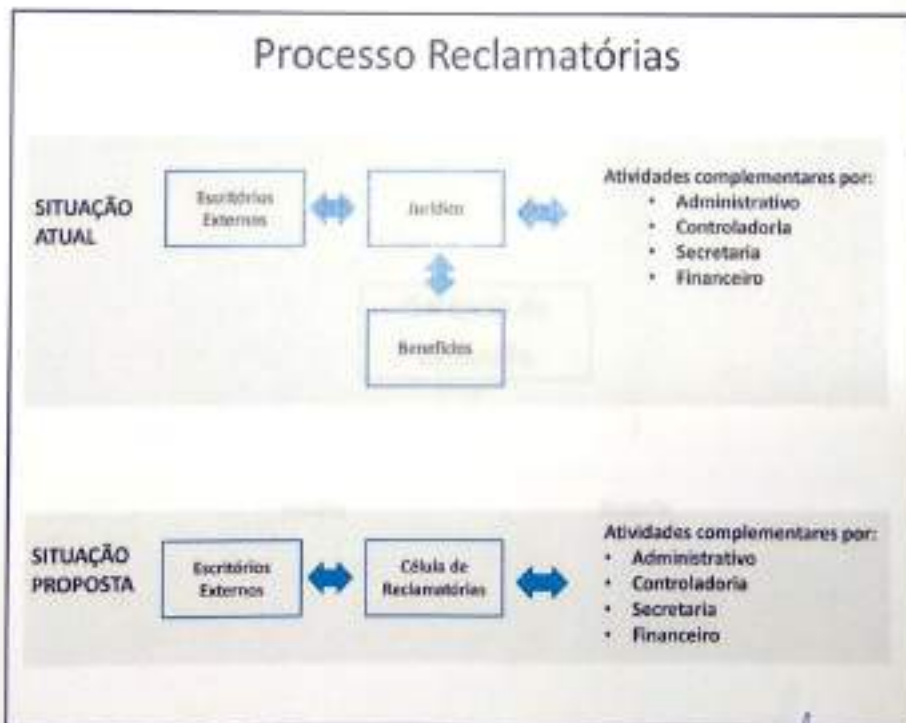 Processo Reclamatórias
SITUAÇÃO
ATUAL
Escritórios
Externos
Jurídico
Benefícios
Atividades complementares por:
• Administrativo
• Controladoria
• Secretaria
• Financeiro
SITUAÇÃO
PROPOSTA
Escritórios
Externos
Célula de
Reclamatórias
Atividades complementares por:
• Administrativo
• Controladoria
• Secretaria
• Financeiro